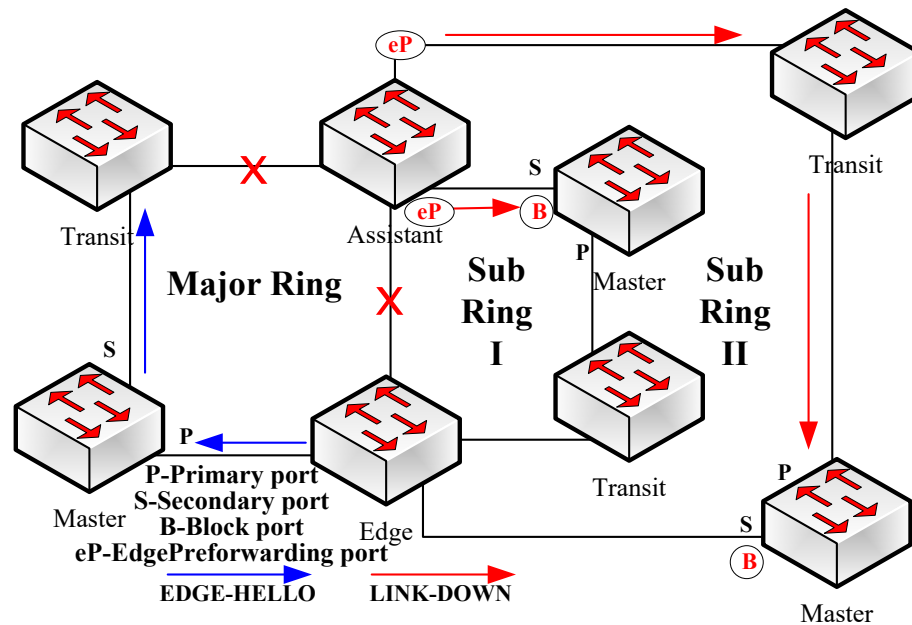 eP
Transit
S
Transit
Assistant
eP
B
P
Major Ring
Sub
Ring
I
Master
Sub
Ring
II
S
P
P-Primary port
S-Secondary port
B-Block port
eP-EdgePreforwarding port
Master
Edge
Transit
P
S
B
EDGE-HELLO
LINK-DOWN
Master